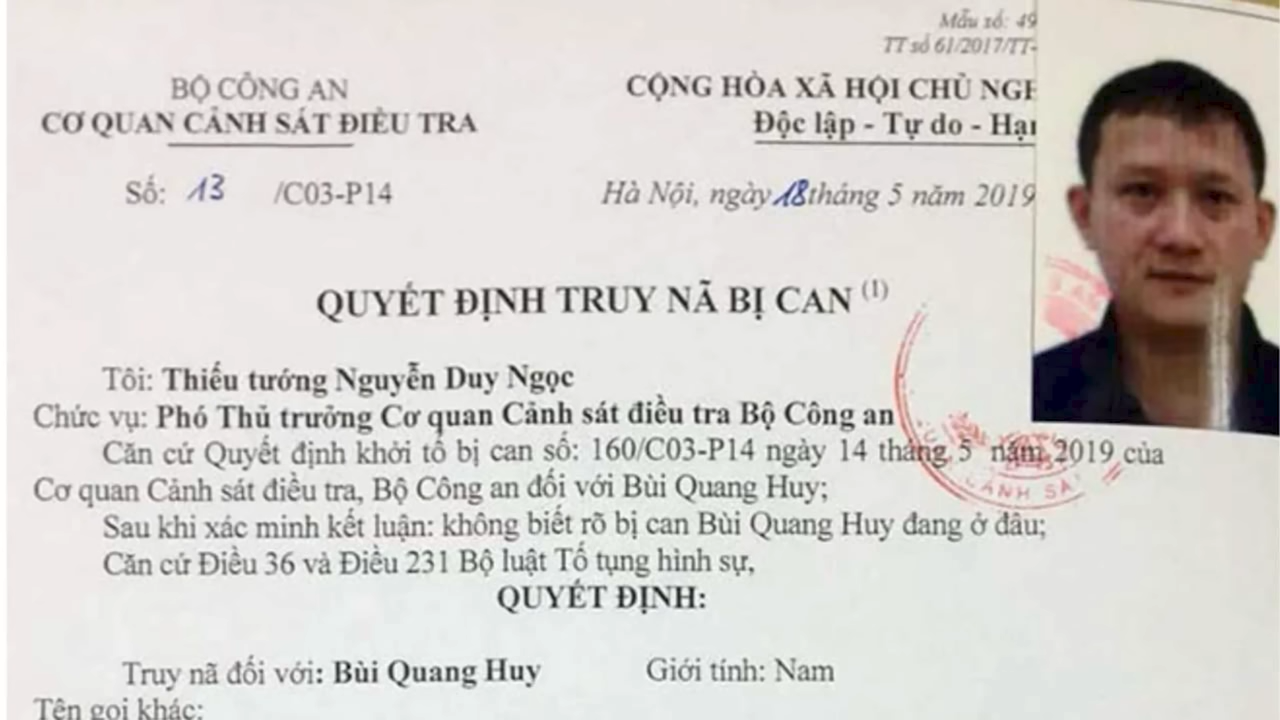 Mẫu số: 49
TT số 61/2017/TT-
BỘ CÔNG AN
CƠ QUAN CẢNH SÁT ĐIỀU TRA
CỘNG HÒA XÃ HỘI CHỦ NGH
Độc lập - Tự do - Hạn
Số: 13 /C03-P14
Hà Nội, ngày 18 tháng 5 năm 2019
QUYẾT ĐỊNH TRUY NÃ BỊ CAN (1)
Tôi: Thiếu tướng Nguyễn Duy Ngọc
Chức vụ: Phó Thủ trưởng Cơ quan Cảnh sát điều tra Bộ Công an
Căn cứ Quyết định khởi tố bị can số: 160/C03-P14 ngày 14 tháng 5 năm 2019 của
Cơ quan Cảnh sát điều tra, Bộ Công an đối với Bùi Quang Huy;
Sau khi xác minh kết luận: không biết rõ bị can Bùi Quang Huy đang ở đâu;
Căn cứ Điều 36 và Điều 231 Bộ luật Tố tụng hình sự,
QUYẾT ĐỊNH:
Truy nã đối với: Bùi Quang Huy Giới tính: Nam
Tên gọi khác:
CẢNH SÁ